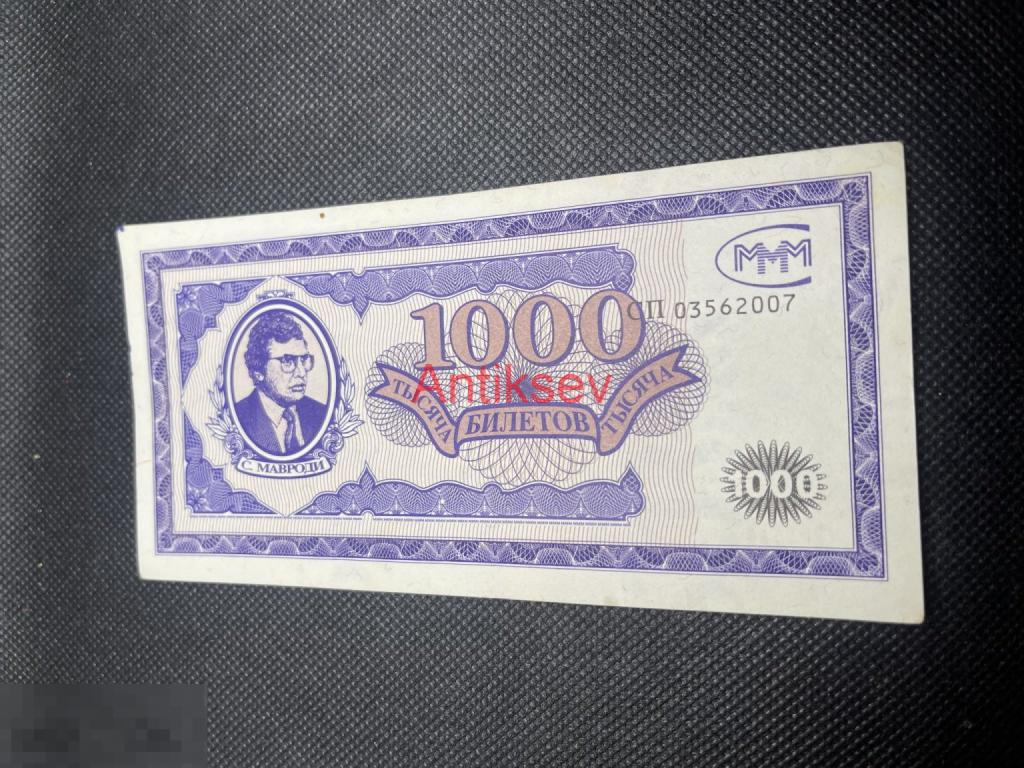 МММ
СП 03562007
1000
ТЫСЯЧА БИЛЕТОВ ТЫСЯЧА
Antiksev
С. МАВРОДИ
1000